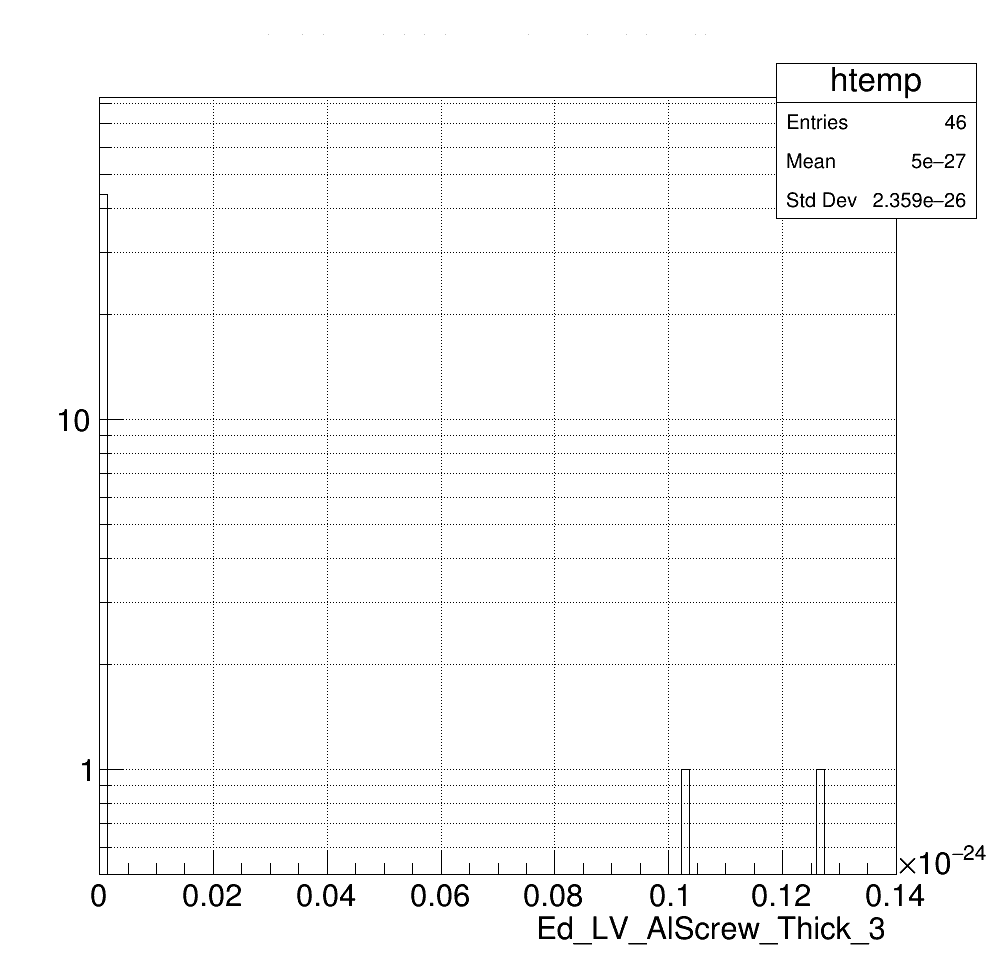 htemp
Entries 46
Mean 5e−27
Std Dev 2.359e−26
10
1
×10−24
0 0.02 0.04 0.06 0.08 0.1 0.12 0.14
Ed_LV_AlScrew_Thick_3